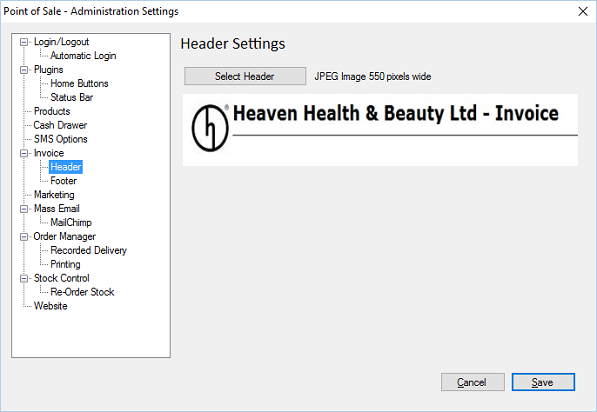 Point of Sale - Administration Settings
Login/Logout
Automatic Login
Plugins
Home Buttons
Status Bar
Products
Cash Drawer
SMS Options
Invoice
Header
Footer
Marketing
Mass Email
MailChimp
Order Manager
Recorded Delivery
Printing
Stock Control
Re-Order Stock
Website
Header Settings
Select Header JPEG Image 550 pixels wide
h® Heaven Health & Beauty Ltd - Invoice
Cancel Save